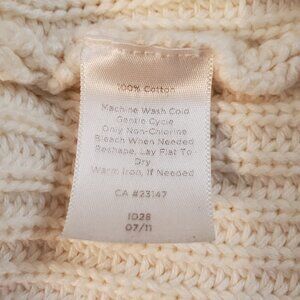 100% Cotton
Machine Wash Cold
Gentle Cycle
Only Non-Chlorine
Bleach When Needed
Reshape, Lay Flat To
Dry
Warm Iron, If Needed
CA #23147
ID28
07/11